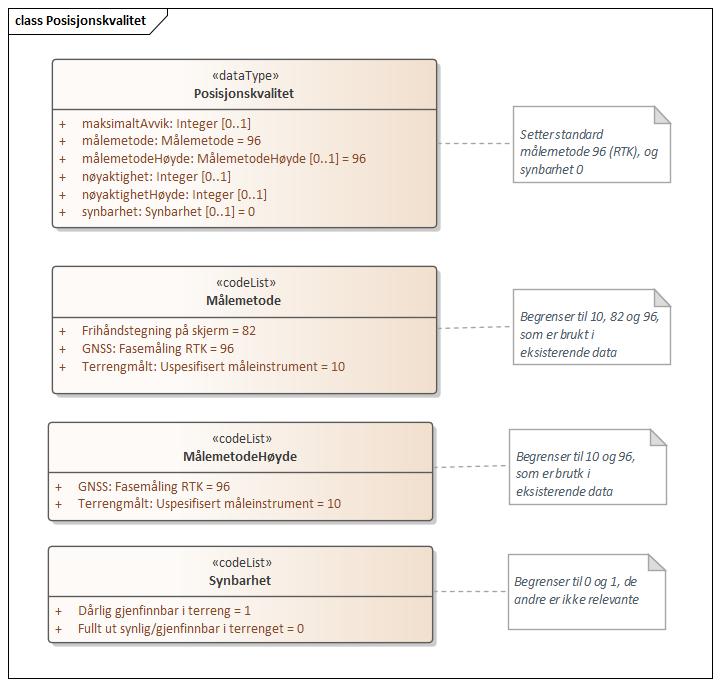 class Posisjonskvalitet
«dataType»
Posisjonskvalitet
+ maksimaltAvvik: Integer [0..1]
+ målemetode: Målemetode = 96
+ målemetodeHøyde: MålemetodeHøyde [0..1] = 96
+ nøyaktighet: Integer [0..1]
+ nøyaktighetHøyde: Integer [0..1]
+ synbarhet: Synbarhet [0..1] = 0
Setter standard
målemetode 96 (RTK), og
synbarhet 0
«codeList»
Målemetode
+ Frihåndstegning på skjerm = 82
+ GNSS: Fasemåling RTK = 96
+ Terrengmålt: Uspesifisert måleinstrument = 10
Begrenser til 10, 82 og 96,
som er brukt i
eksisterende data
«codeList»
MålemetodeHøyde
+ GNSS: Fasemåling RTK = 96
+ Terrengmålt: Uspesifisert måleinstrument = 10
Begrenser til 10 og 96,
som er brutk i
eksisterende data
«codeList»
Synbarhet
+ Dårlig gjenfinnbar i terreng = 1
+ Fullt ut synlig/gjenfinnbar i terrenget = 0
Begrenser til 0 og 1, de
andre er ikke relevante